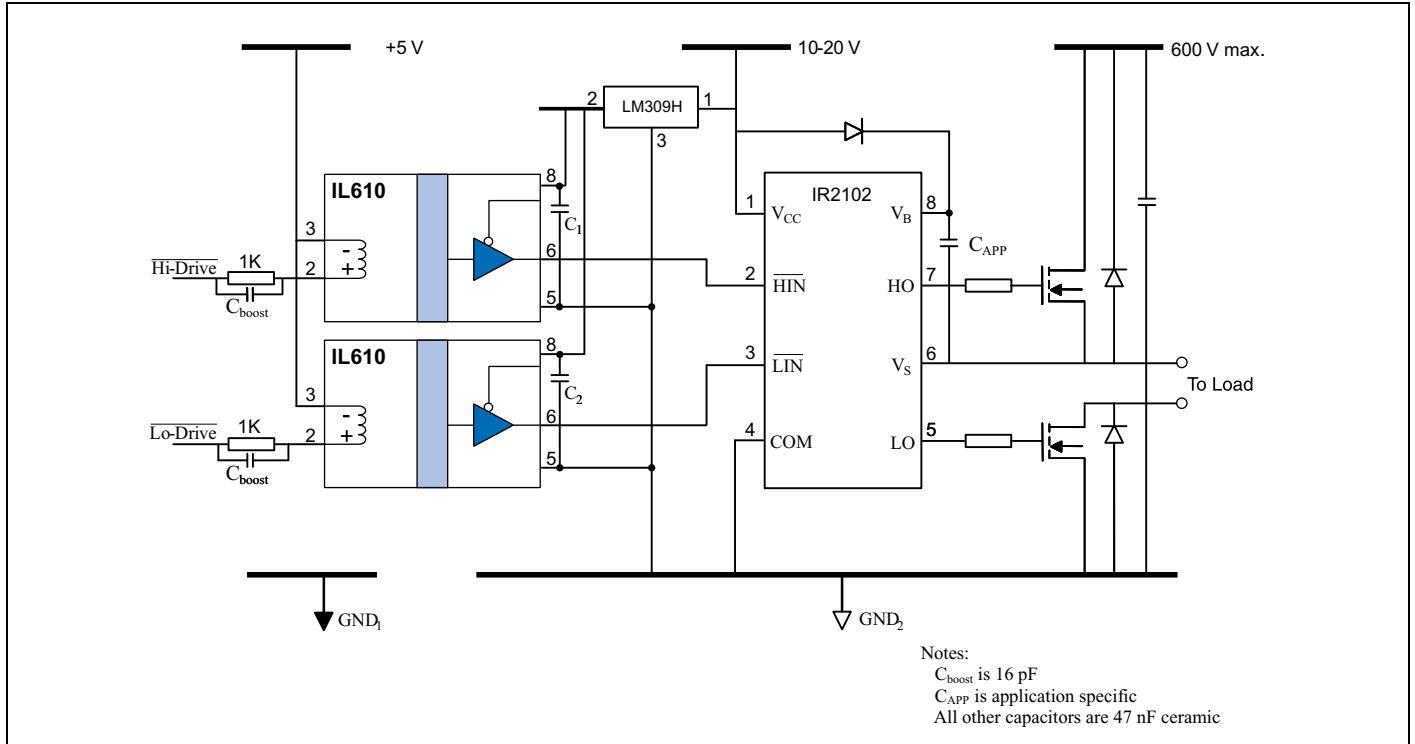 +5 V
10-20 V
600 V max.
2
LM309H
1
3
IL610
8
C1
3
-
+
2
6
5
Hi-Drive
1K
Cboost
IL610
8
C2
3
-
+
2
6
5
Lo-Drive
1K
Cboost
IR2102
1
VCC
VB
8
CAPP
2
HIN
HO
7
3
LIN
VS
6
To Load
4
COM
LO
5
GND1
GND2
Notes:
Cboost is 16 pF
CAPP is application specific
All other capacitors are 47 nF ceramic